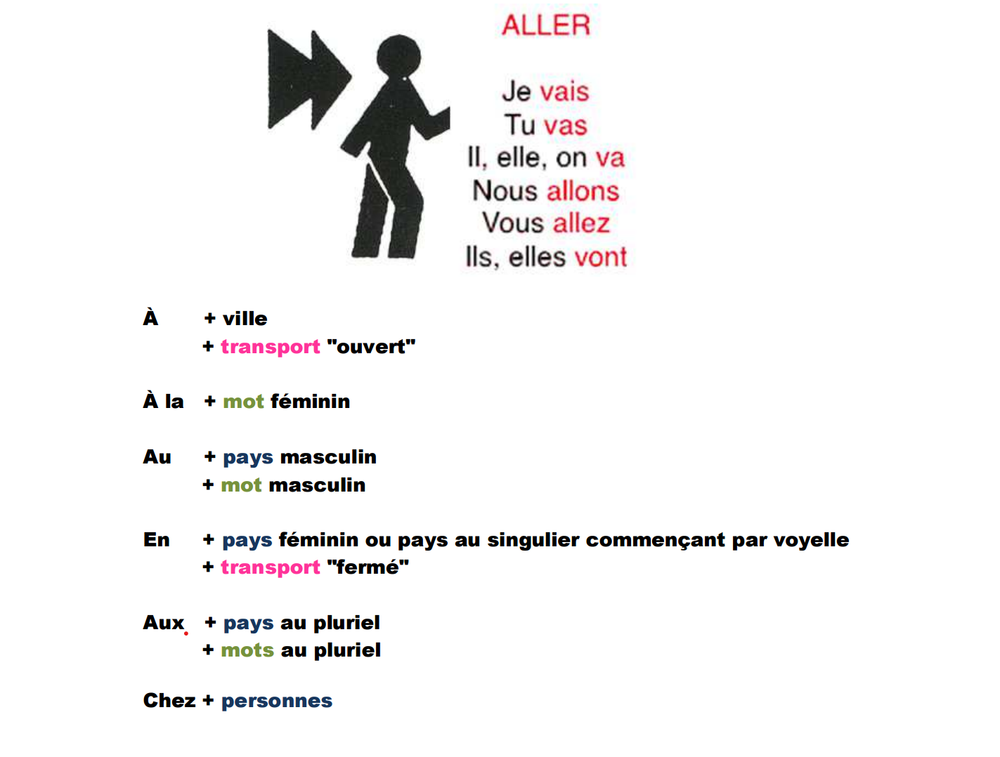 ALLER
Je vais
Tu vas
Il, elle, on va
Nous allons
Vous allez
Ils, elles vont
À + ville
+ transport "ouvert"
À la + mot féminin
Au + pays masculin
+ mot masculin
En + pays féminin ou pays au singulier commençant par voyelle
+ transport "fermé"
Aux + pays au pluriel
+ mots au pluriel
Chez + personnes